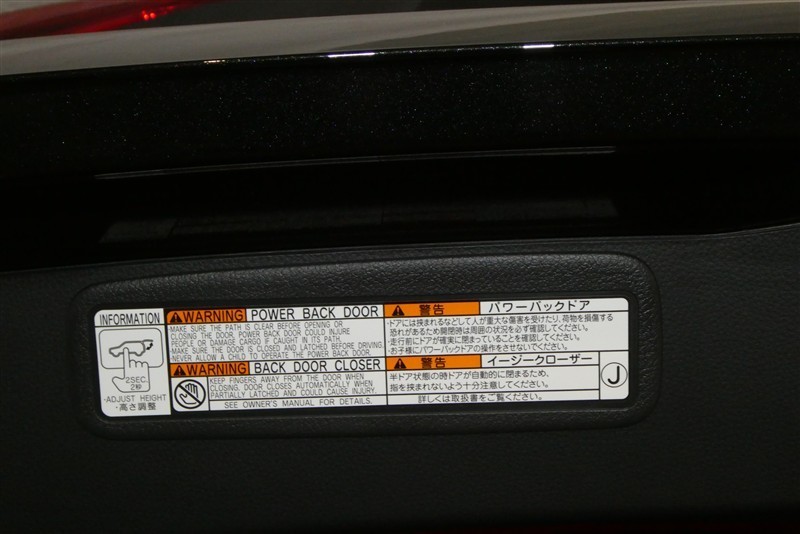 INFORMATION
2SEC.
2秒
·ADJUST HEIGHT
·高さ調整
WARNING POWER BACK DOOR
·MAKE SURE THE PATH IS CLEAR BEFORE OPENING OR
CLOSING. THE POWER BACK DOOR COULD INJURE
PEOPLE OR DAMAGE CARGO IF CAUGHT IN ITS PATH.
·MAKE SURE THE DOOR IS CLOSED AND LATCHED BEFORE DRIVING.
·NEVER ALLOW A CHILD TO OPERATE THE POWER BACK DOOR.
WARNING BACK DOOR CLOSER
KEEP FINGERS AWAY FROM THE DOOR WHEN
CLOSING. DOOR CLOSES AUTOMATICALLY WHEN
PARTIALLY LATCHED AND COULD CAUSE INJURY.
SEE OWNER'S MANUAL FOR DETAILS.
警告 パワーバックドア
·ドアには挟まれるなどして人が重大な傷害を受けたり、荷物を損傷する
恐れがあるため開閉時は周囲の状況を必ず確認してください。
·走行前にドアが確実に閉まっていることを確認してください。
·お子様にパワーバックドアの操作をさせないでください。
警告 イージークローザー
半ドア状態の時ドアが自動的に閉まるため、
指を挟まれないよう十分注意してください。
詳しくは取扱書をご覧ください。
J